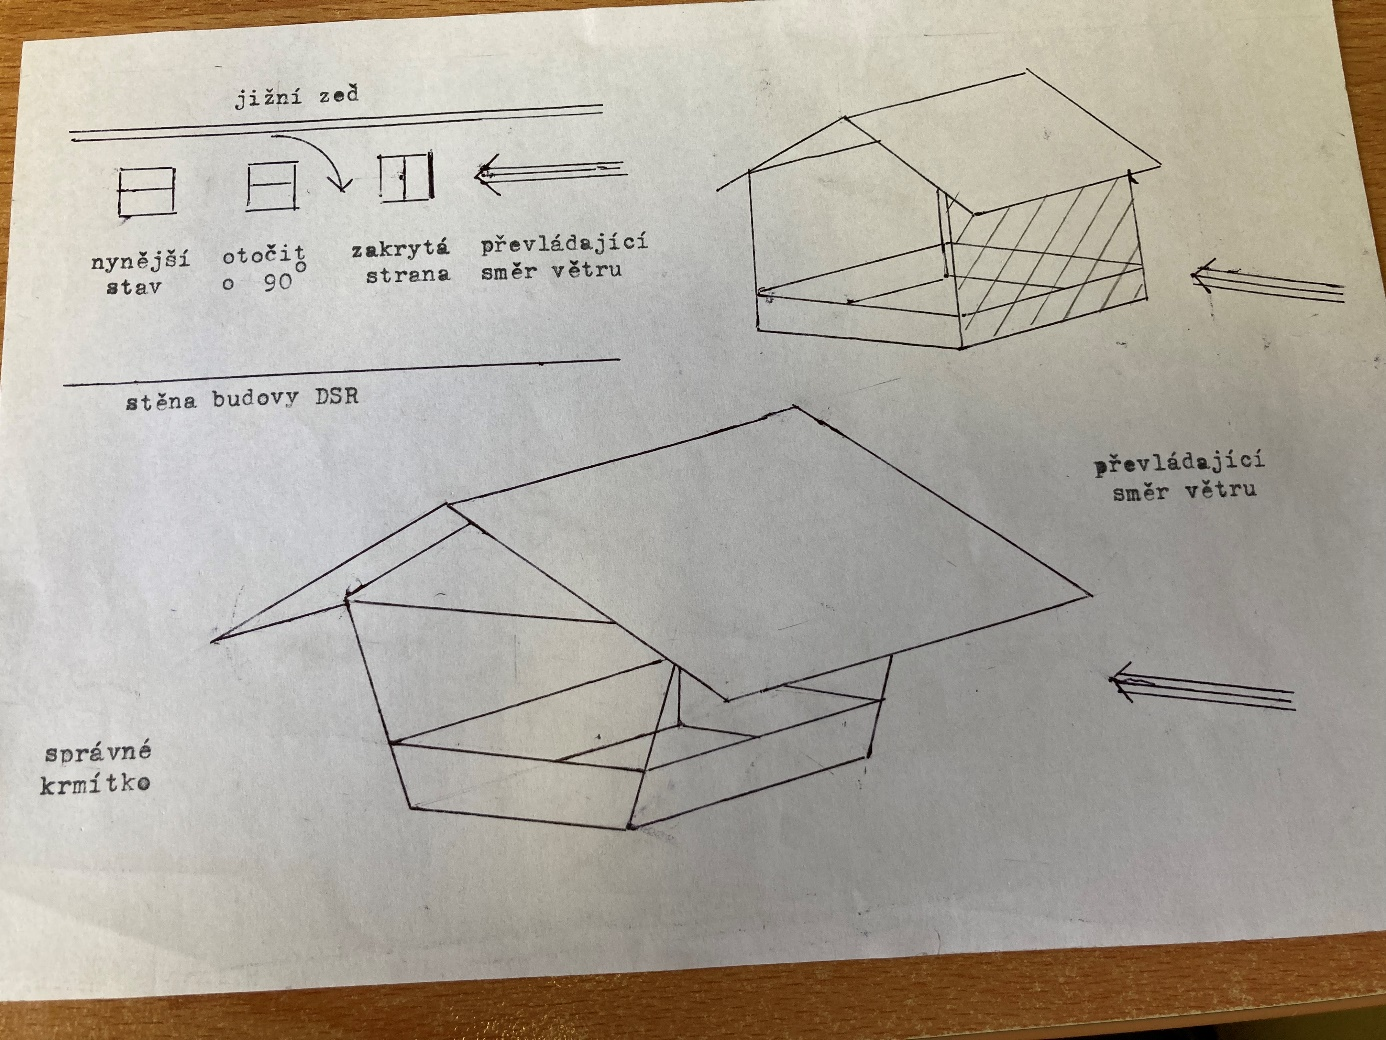 jižní zeď
nynější
stav
otočit
o 90°
zakrytá
strana
převládající
směr větru
stěna budovy DSR
převládající
směr větru
správné
krmítko